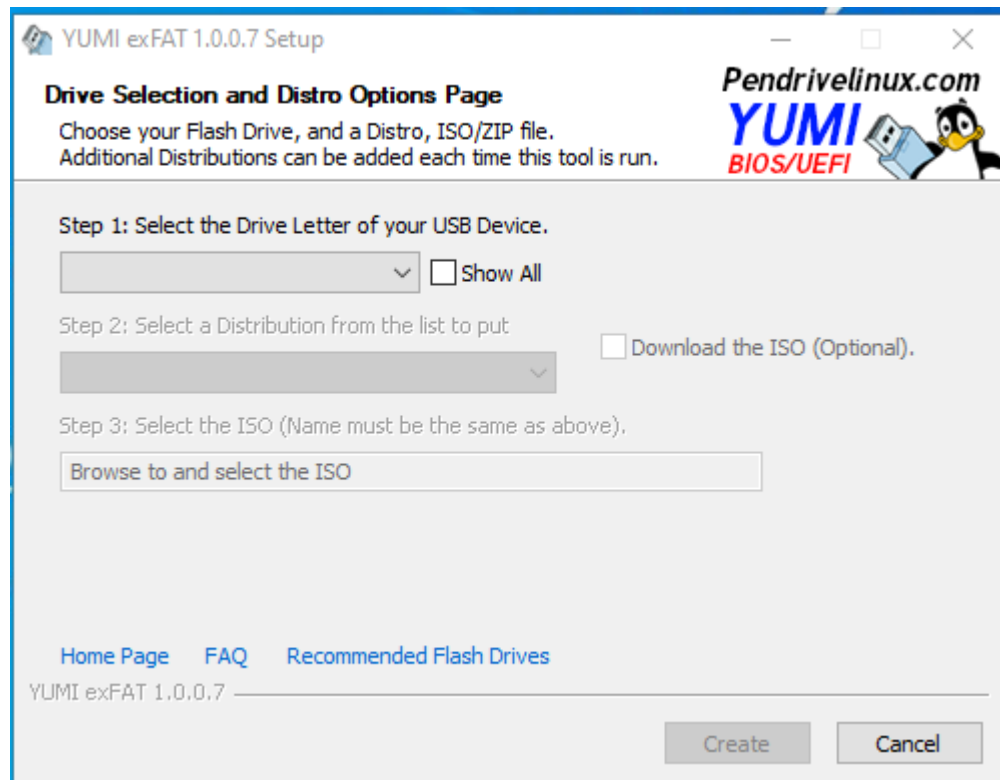 YUMI exFAT 1.0.0.7 Setup
Drive Selection and Distro Options Page
Choose your Flash Drive, and a Distro, ISO/ZIP file.
Additional Distributions can be added each time this tool is run.
Pendrivelinux.com
YUMI
BIOS/UEFI
Step 1: Select the Drive Letter of your USB Device.
Show All
Step 2: Select a Distribution from the list to put
Download the ISO (Optional).
Step 3: Select the ISO (Name must be the same as above).
Browse to and select the ISO
Home Page FAQ Recommended Flash Drives
YUMI exFAT 1.0.0.7
Create Cancel